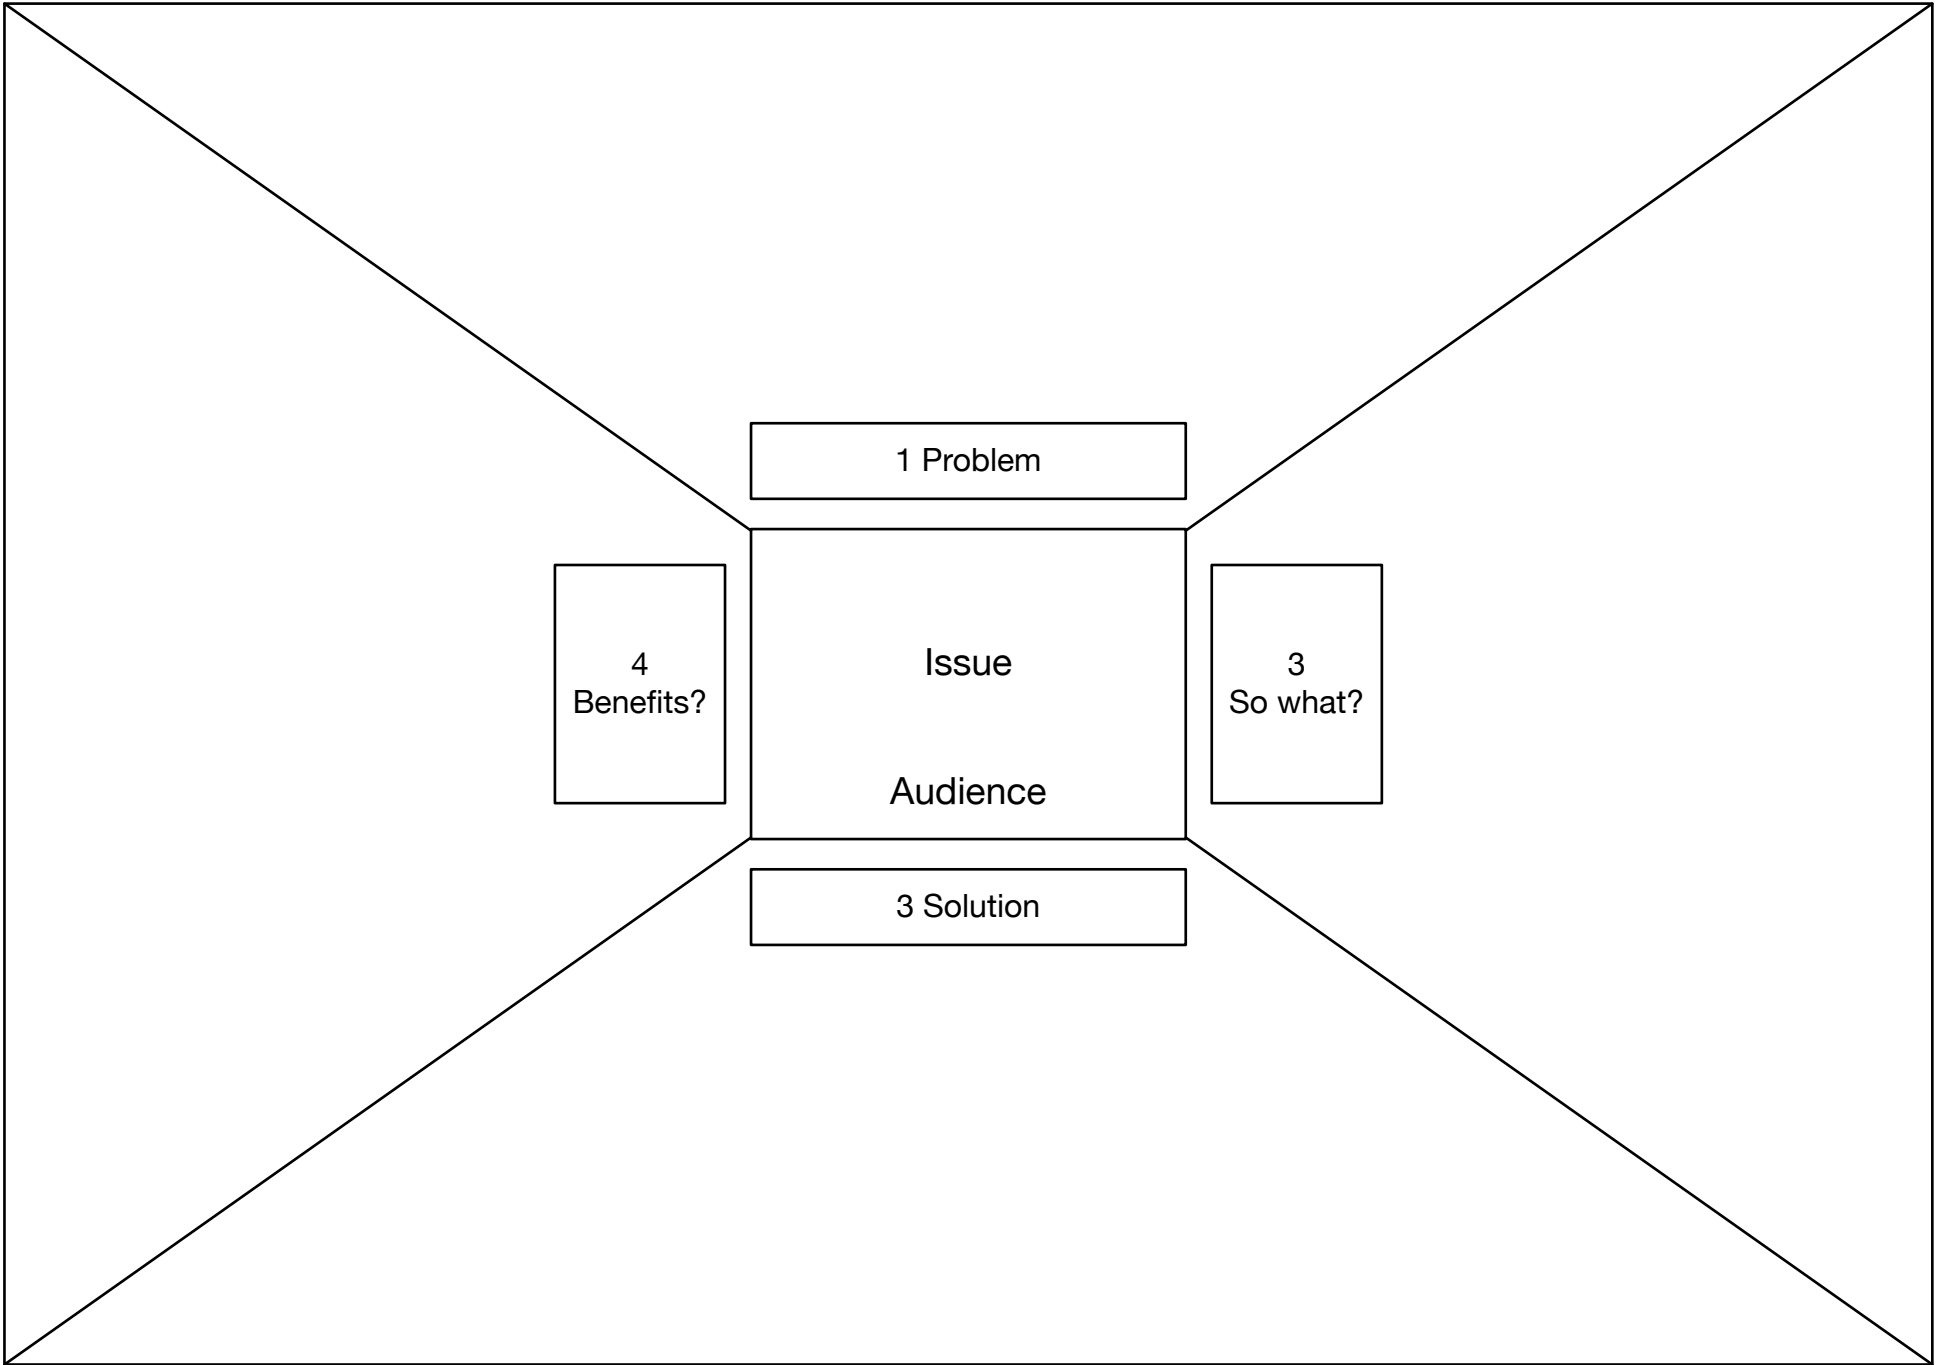 1 Problem
4
Benefits?
Issue
Audience
3
So what?
3 Solution